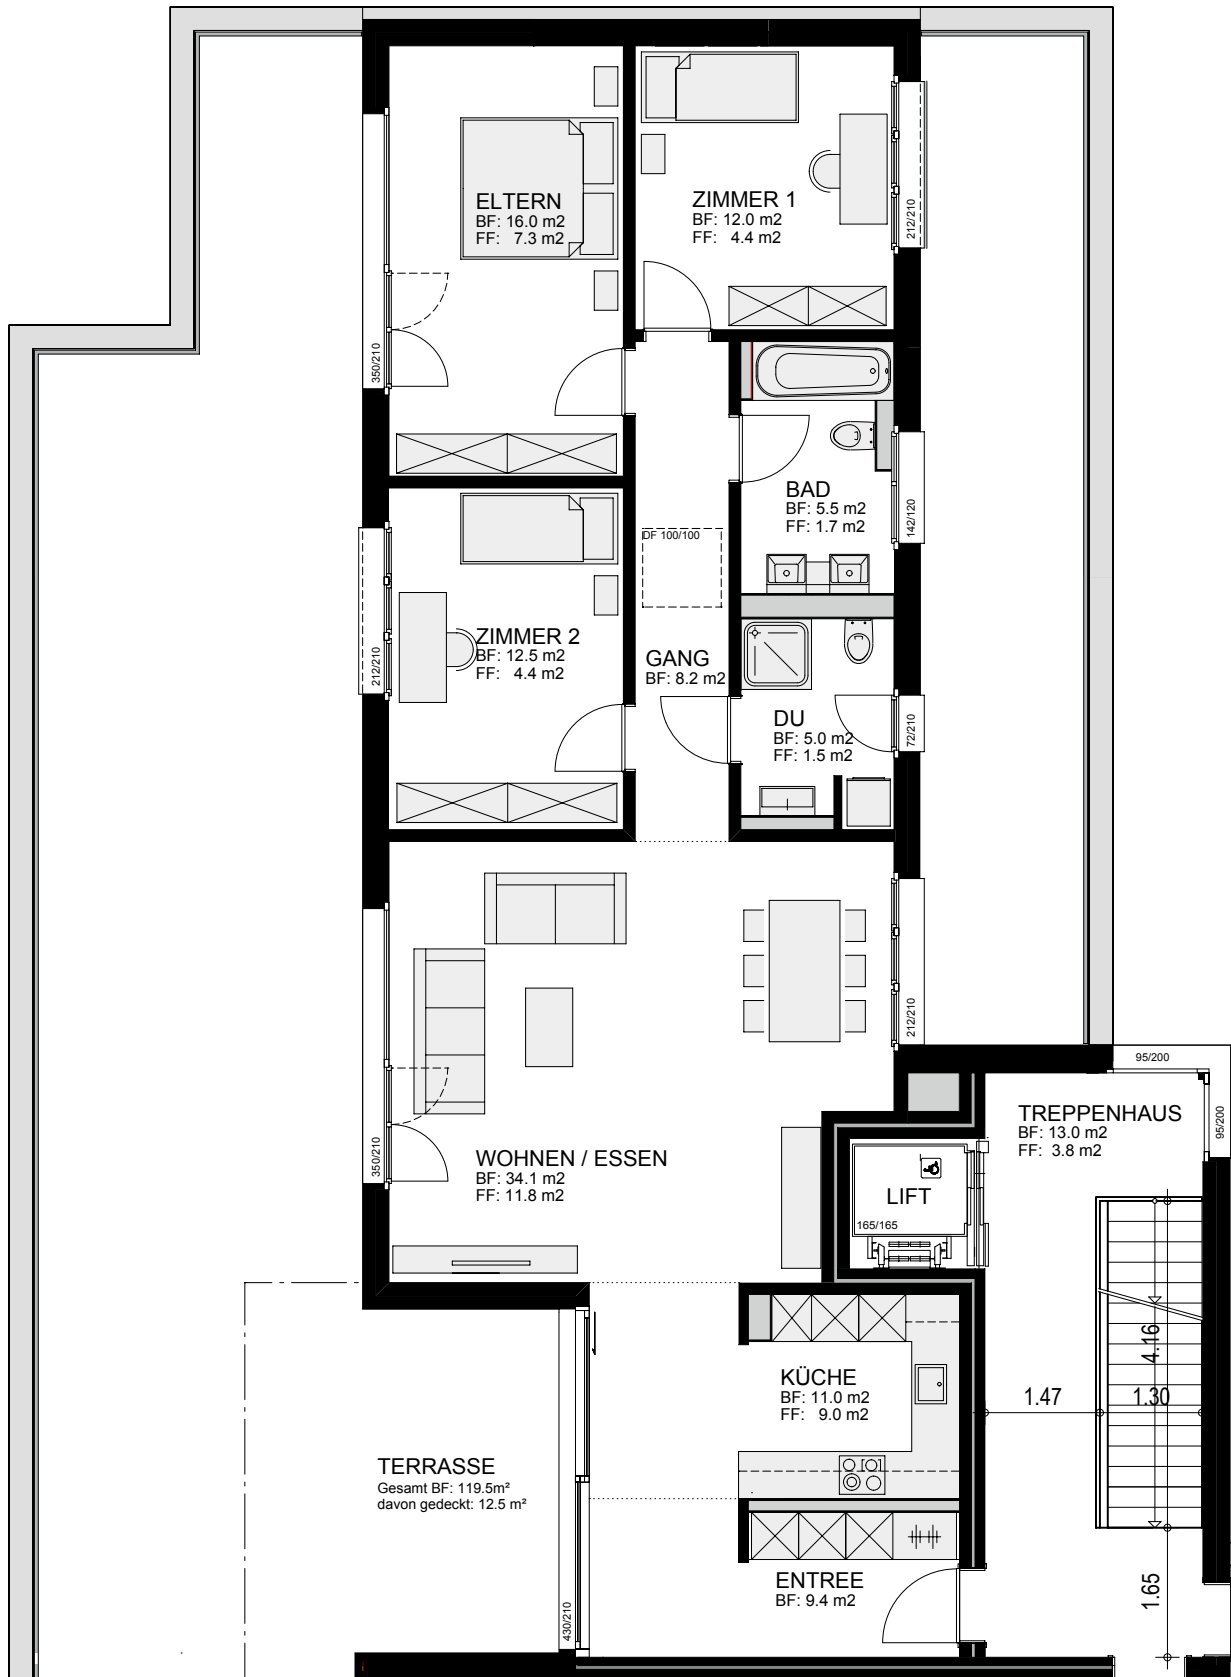 ELTERN
BF: 16.0 m2
FF: 7.3 m2
ZIMMER 1
BF: 12.0 m2
FF: 4.4 m2
212/210
350/210
BAD
BF: 5.5 m2
FF: 1.7 m2
142/120
DF 100/100
ZIMMER 2
BF: 12.5 m2
FF: 4.4 m2
212/210
GANG
BF: 8.2 m2
DU
BF: 5.0 m2
FF: 1.5 m2
72/210
212/210
95/200
95/200
TREPPENHAUS
BF: 13.0 m2
FF: 3.8 m2
WOHNEN / ESSEN
BF: 34.1 m2
FF: 11.8 m2
350/210
LIFT
165/165
KÜCHE
BF: 11.0 m2
FF: 9.0 m2
4.16
1.47
1.30
TERRASSE
Gesamt BF: 119.5m²
davon gedeckt: 12.5 m²
ENTREE
BF: 9.4 m2
430/210
1.65